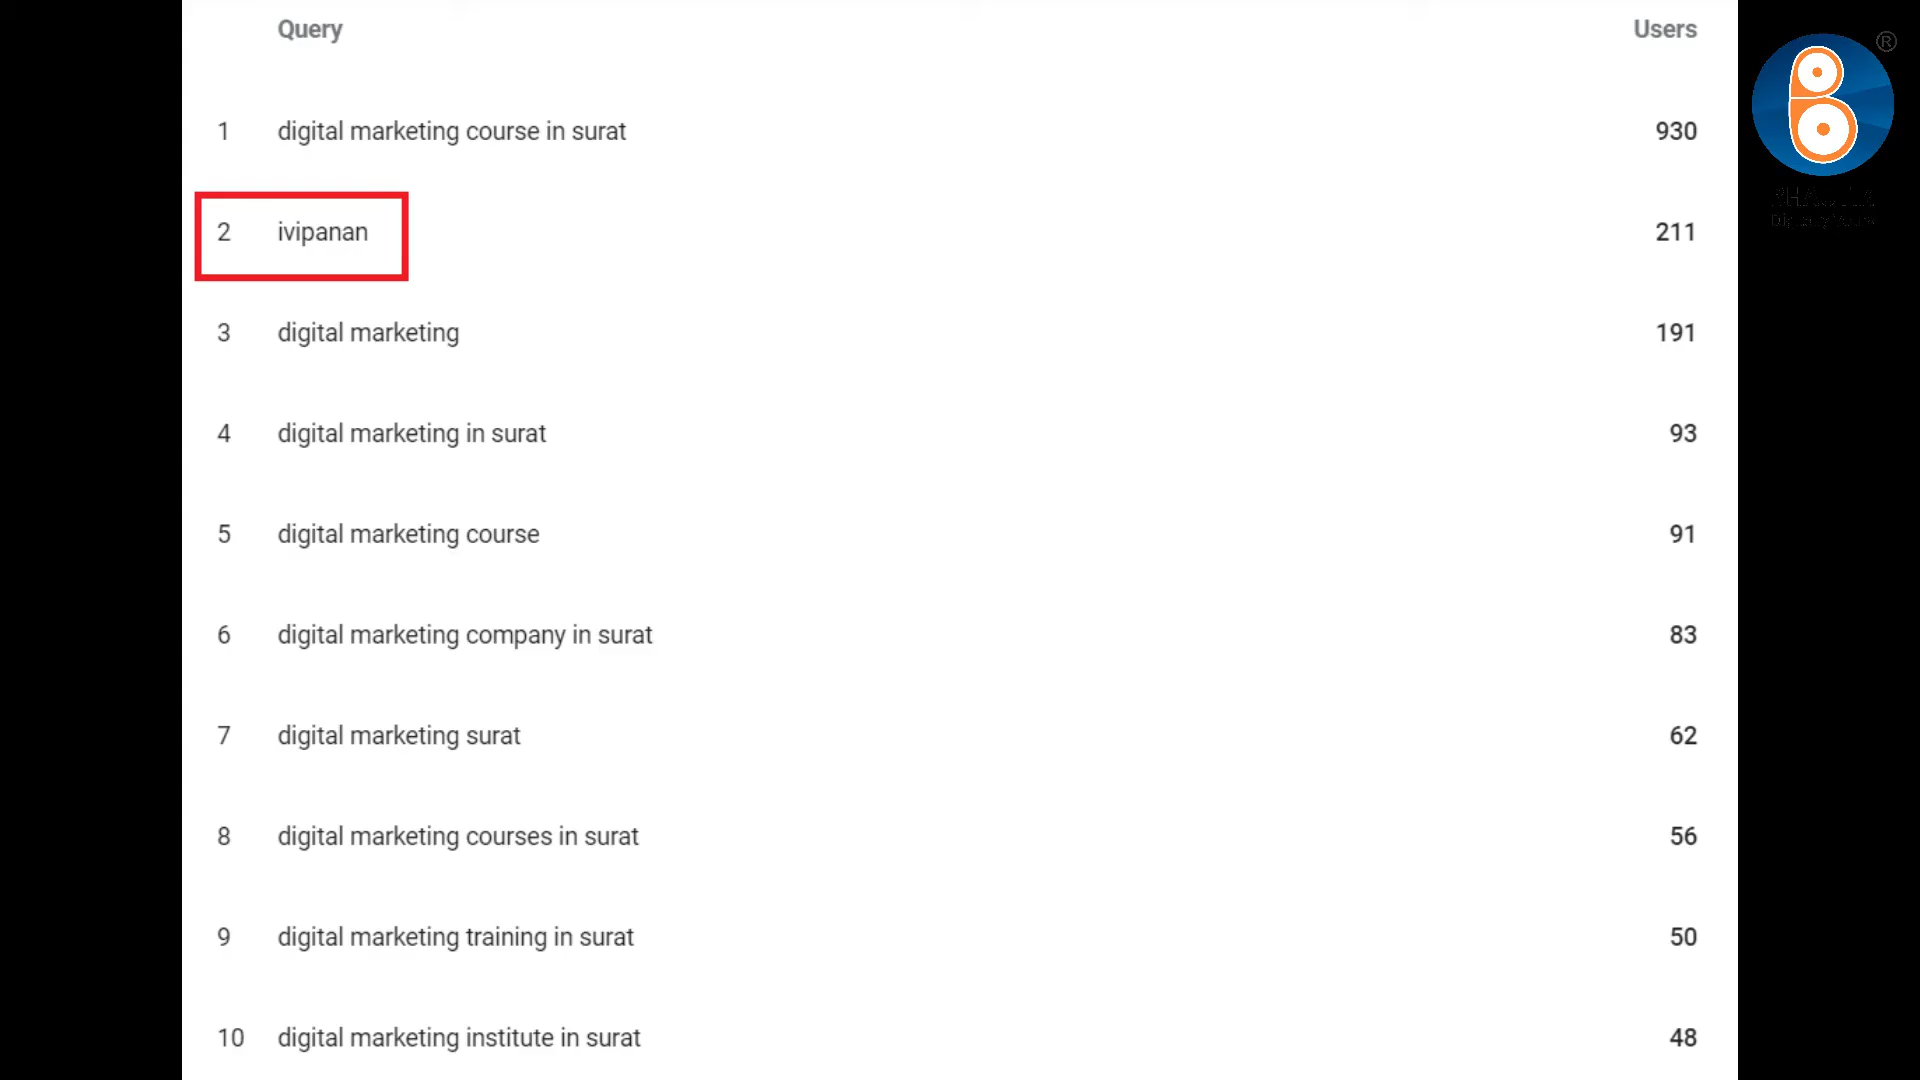 Query Users
1 digital marketing course in surat 930
2 ivipanan 211
3 digital marketing 191
4 digital marketing in surat 93
5 digital marketing course 91
6 digital marketing company in surat 83
7 digital marketing surat 62
8 digital marketing courses in surat 56
9 digital marketing training in surat 50
10 digital marketing institute in surat 48
®